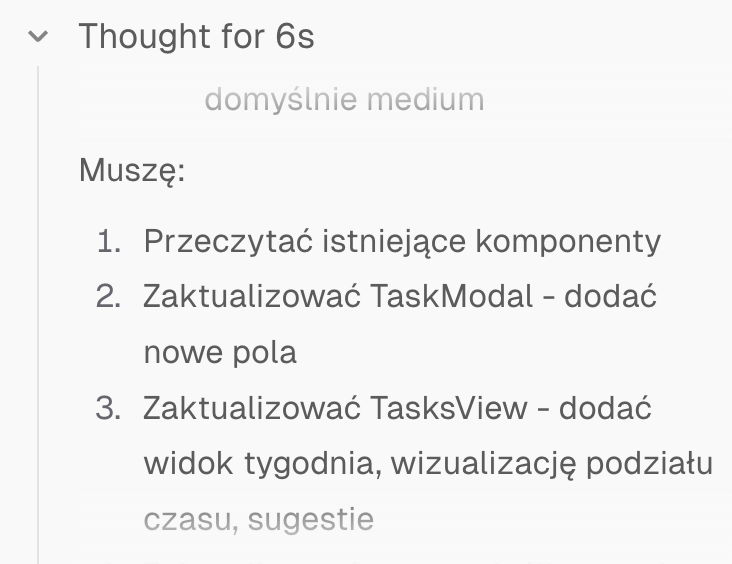 Thought for 6s
domyślnie medium
Muszę:
1. Przeczytać istniejące komponenty
2. Zaktualizować TaskModal - dodać
nowe pola
3. Zaktualizować TasksView - dodać
widok tygodnia, wizualizację podziału
czasu, sugestie